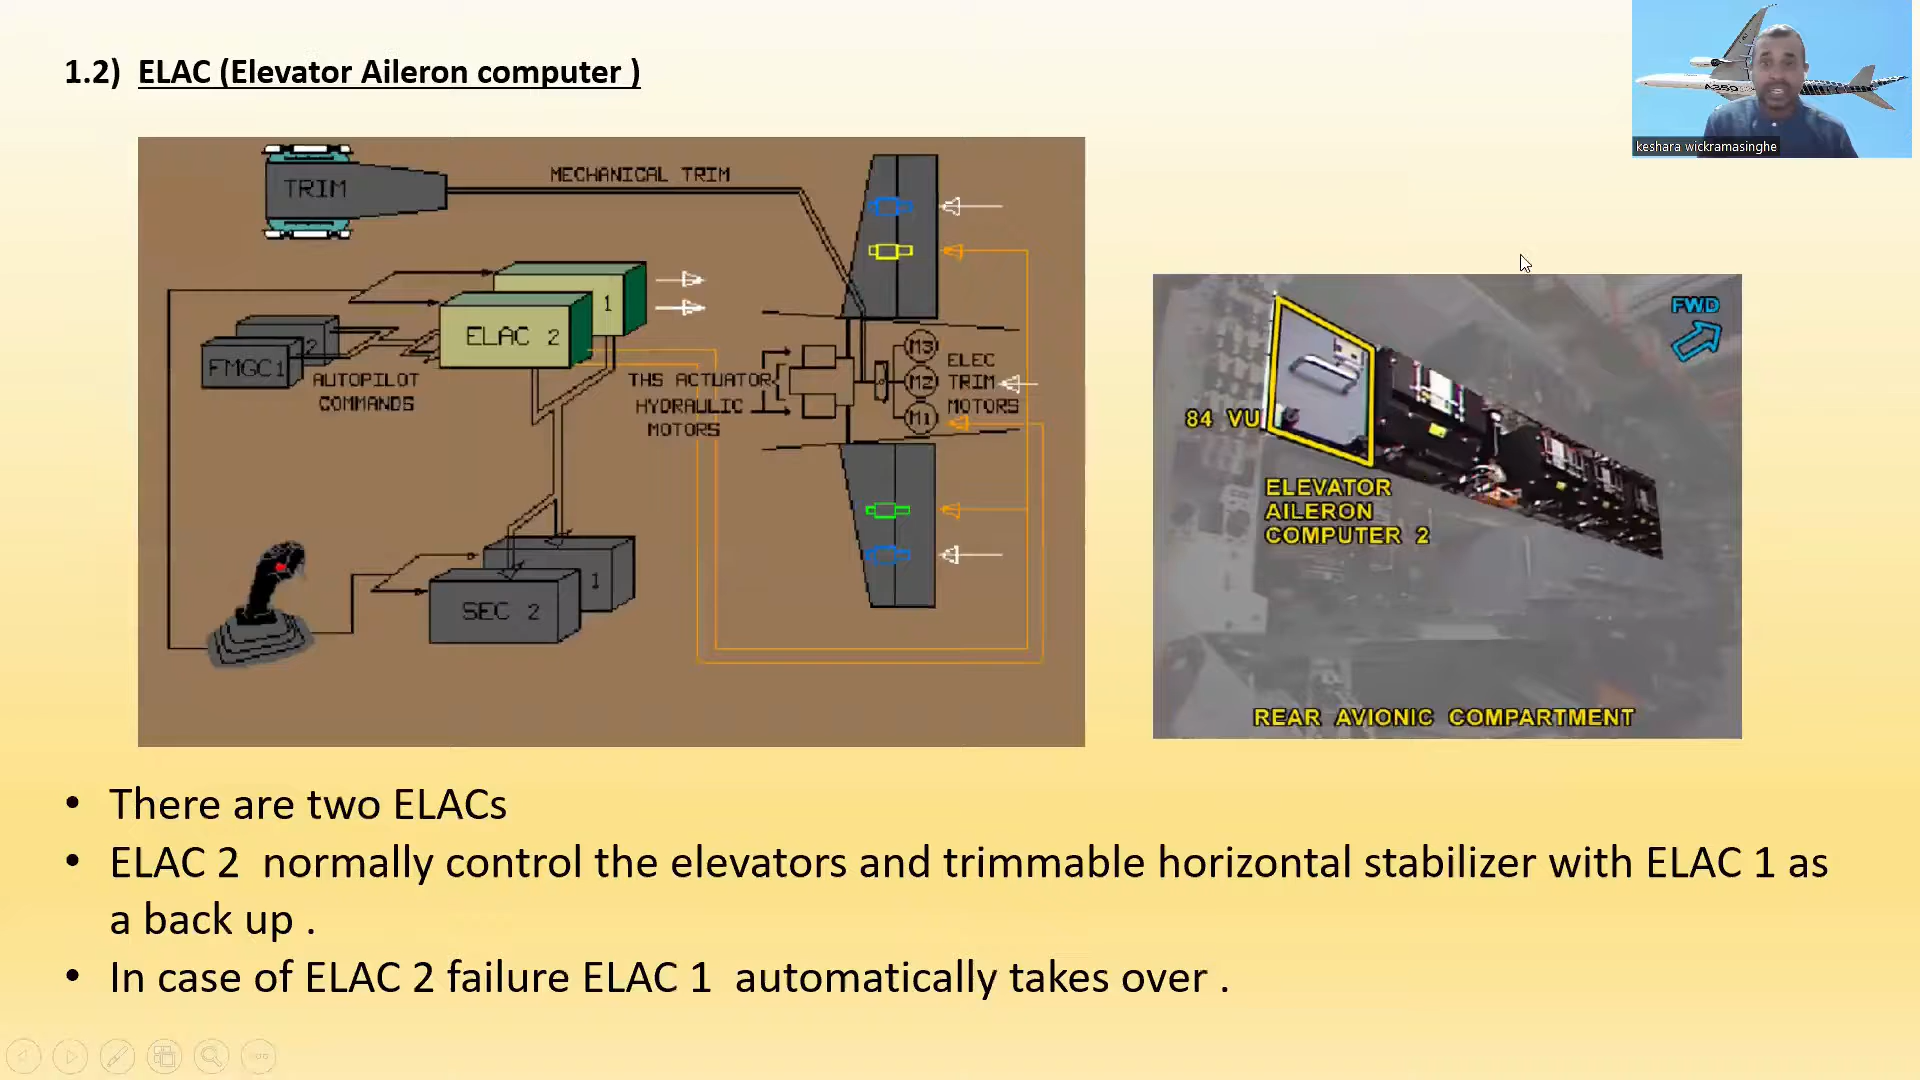 1.2) ELAC (Elevator Aileron computer )
keshara wickramasinghe
TRIM
MECHANICAL TRIM
1
ELAC 2
2
FMGC1
AUTOPILOT
COMMANDS
THS ACTUATOR
HYDRAULIC
MOTORS
M3
M2
M1
ELEC
TRIM
MOTORS
1
SEC 2
FWD
84 VU
ELEVATOR
AILERON
COMPUTER 2
REAR AVIONIC COMPARTMENT
• There are two ELACs
• ELAC 2 normally control the elevators and trimmable horizontal stabilizer with ELAC 1 as
a back up .
• In case of ELAC 2 failure ELAC 1 automatically takes over .